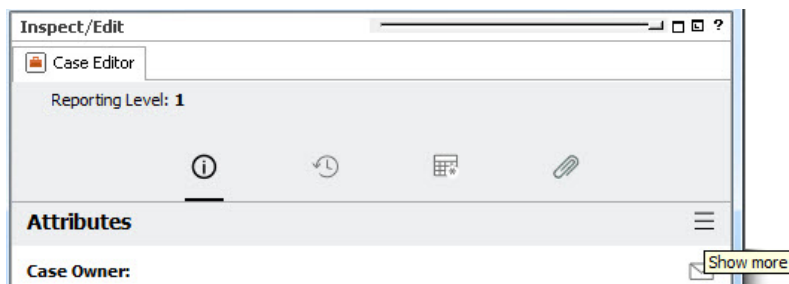 Inspect/Edit ?
Case Editor
Reporting Level: 1
Attributes
Case Owner:
Show more